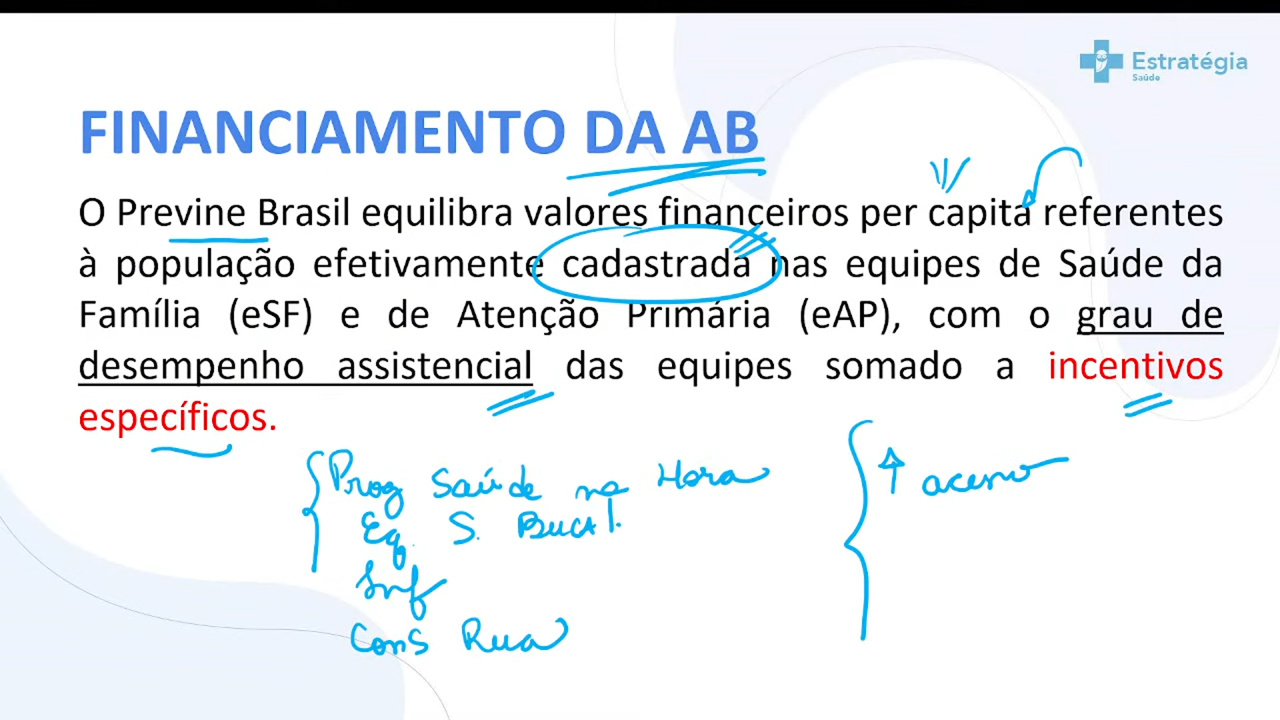 Estratégia
Saúde
FINANCIAMENTO DA AB
O Previne Brasil equilibra valores financeiros per capita referentes
à população efetivamente cadastrada nas equipes de Saúde da
Família (eSF) e de Atenção Primária (eAP), com o grau de
desempenho assistencial das equipes somado a incentivos
específicos.
Prog Saúde na Hora
Eq. S. Bucal.
Inf
Cons Rua
↑ acesso